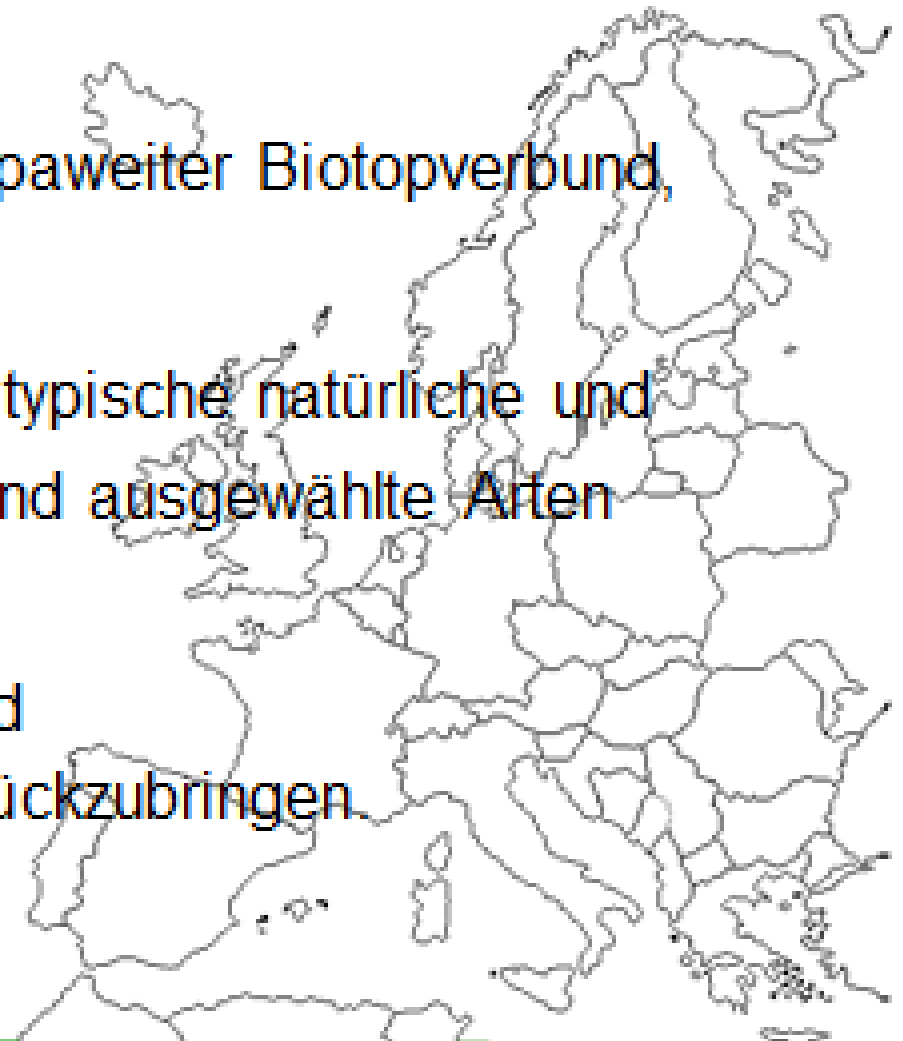 paweiter Biotopverbund,
typische natürliche und
nd ausgewählte Arten
d
ückzubringen